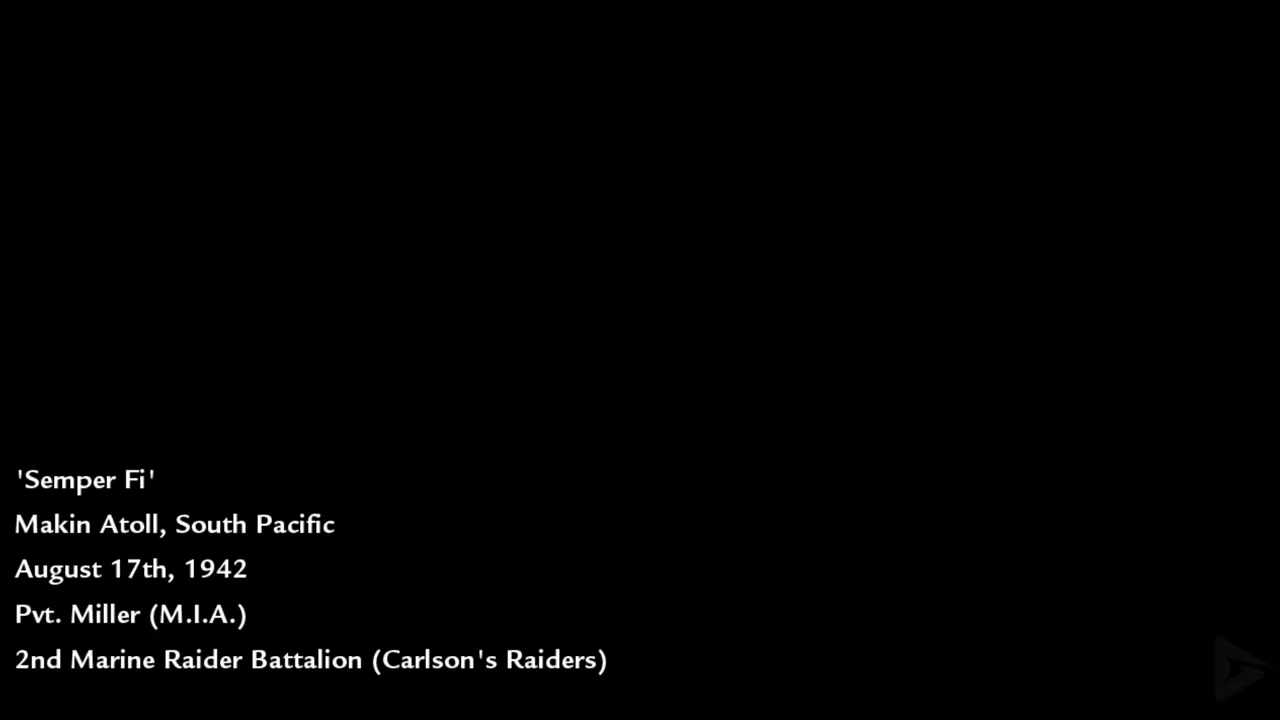 'Semper Fi'
Makin Atoll, South Pacific
August 17th, 1942
Pvt. Miller (M.I.A.)
2nd Marine Raider Battalion (Carlson's Raiders)